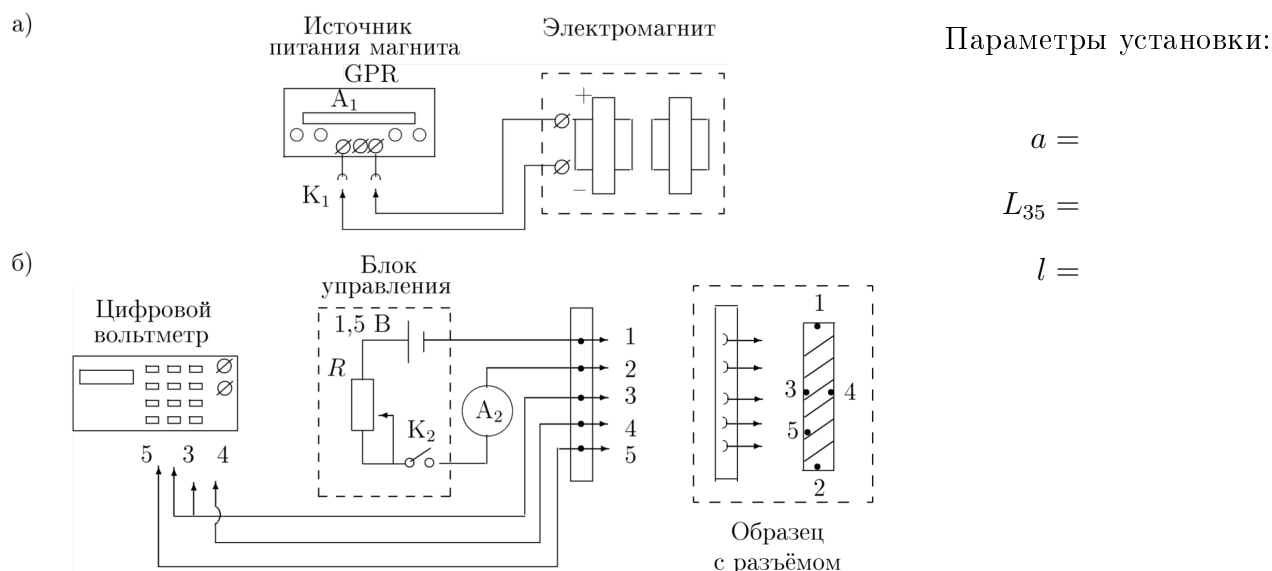 а)
Источник
питания магнита
GPR
A₁
K₁
Электромагнит
+
−
Параметры установки:
a =
L₃₅ =
l =
б)
Цифровой
вольтметр
5 3 4
Блок
управления
1,5 В
R
K₂
A₂
1
2
3
4
5
1
3 4
5
2
Образец
с разъёмом